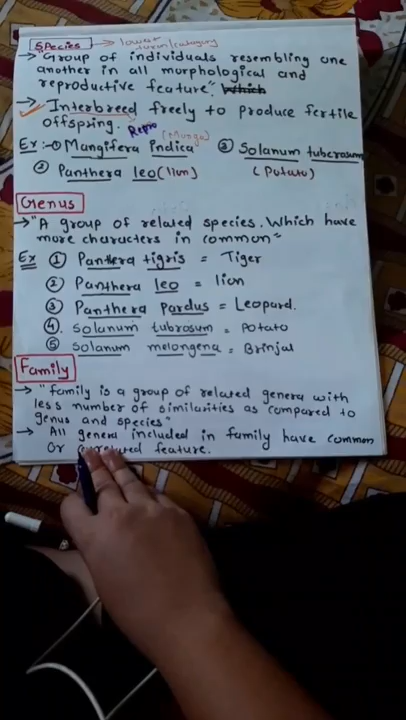 Species → lowest taxon/category
→ "Group of individuals resembling one
another in all morphological and
reproductive feature".
→ Interbreed freely to produce fertile
offspring. Repro
Ex :- ① Mangifera indica (Mango) ③ Solanum tuberosum
② Panthera leo (lion) (Potato)
Genus
→ "A group of related species. Which have
more characters in common"
Ex ① Panthera tigris = Tiger
② Panthera leo = lion
③ Panthera pardus = Leopard.
④ Solanum tubrosum = Potato
⑤ Solanum melongena = Brinjal
Family
→ "family is a group of related genera with
less number of similarities as compared to
genus and species"
→ All genera included in family have common
or feature.